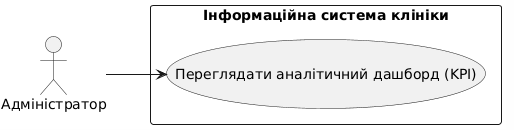 Інформаційна система клініки
Переглядати аналітичний дашборд (KPI)
Адміністратор